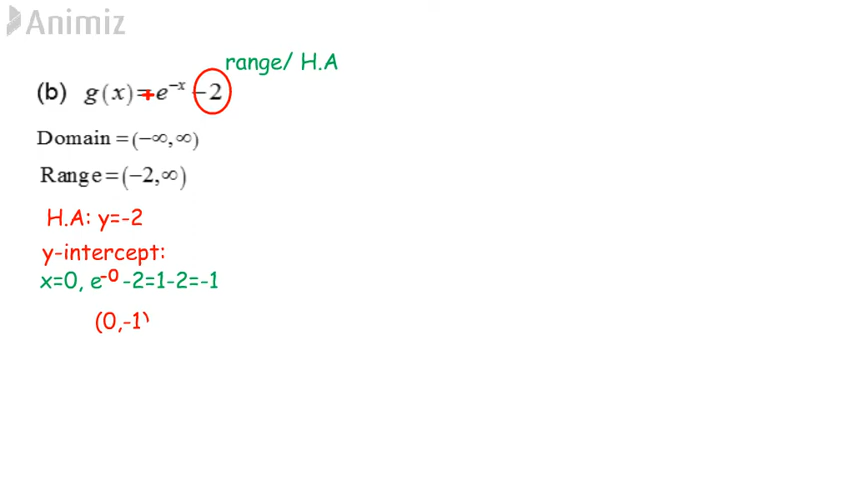 Animiz
range/ H.A
(b) g(x)=+e⁻ˣ −2
Domain =(−∞,∞)
Range=(−2,∞)
H.A: y=-2
y-intercept:
x=0, e⁻⁰ -2=1-2=-1
(0,-1)